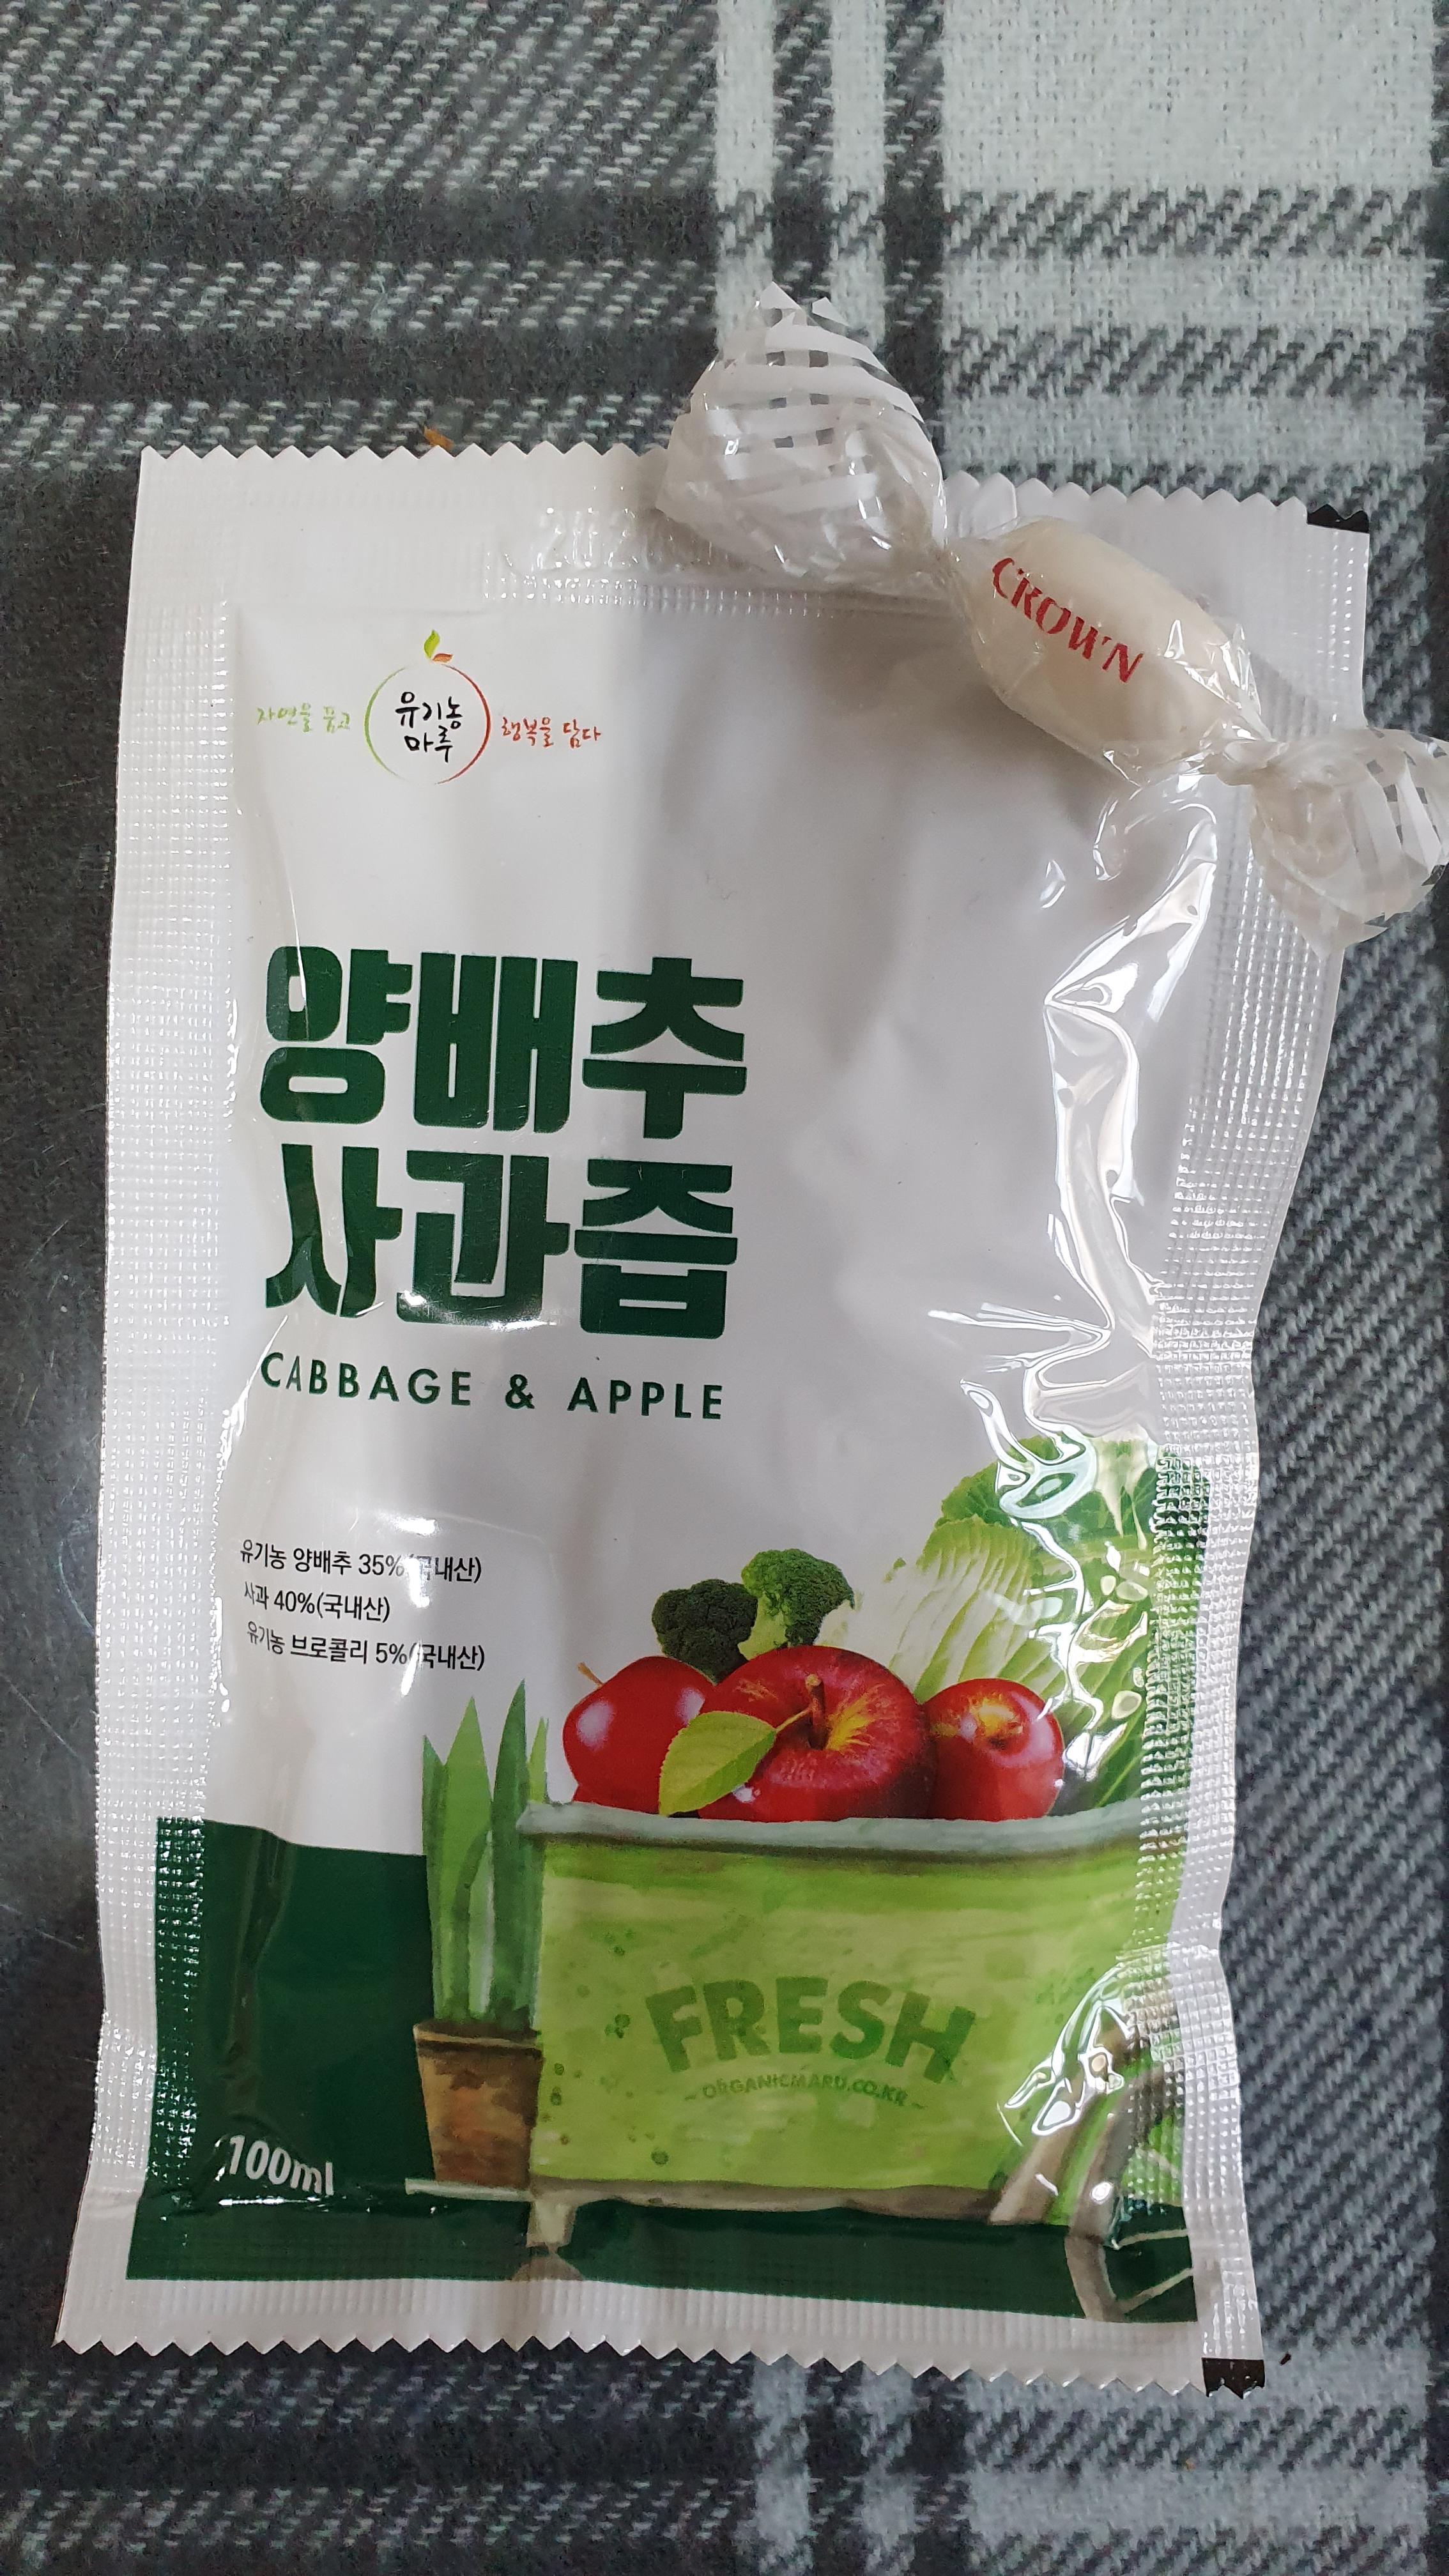 CROWN
자연을 품고
유기농
마루
행복을 담다
양배추
사과즙
CABBAGE & APPLE
유기농 양배추 35%(국내산)
사과 40%(국내산)
유기농 브로콜리 5%(국내산)
FRESH
- ORGANICMARU.CO.KR -
100ml